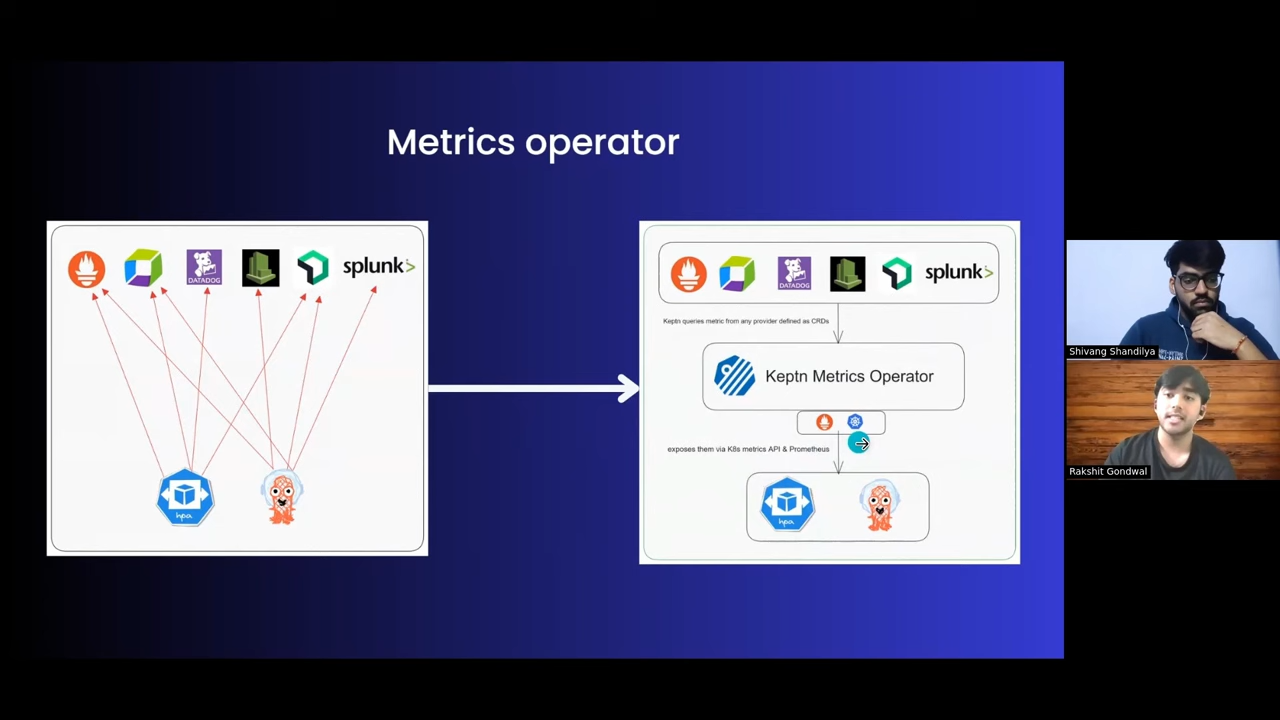 Metrics operator
DATADOG
splunk>
hpa
DATADOG
splunk>
Keptn queries metric from any provider defined as CRDs
Keptn Metrics Operator
exposes them via K8s metrics API & Prometheus
hpa
Shivang Shandilya
Rakshit Gondwal